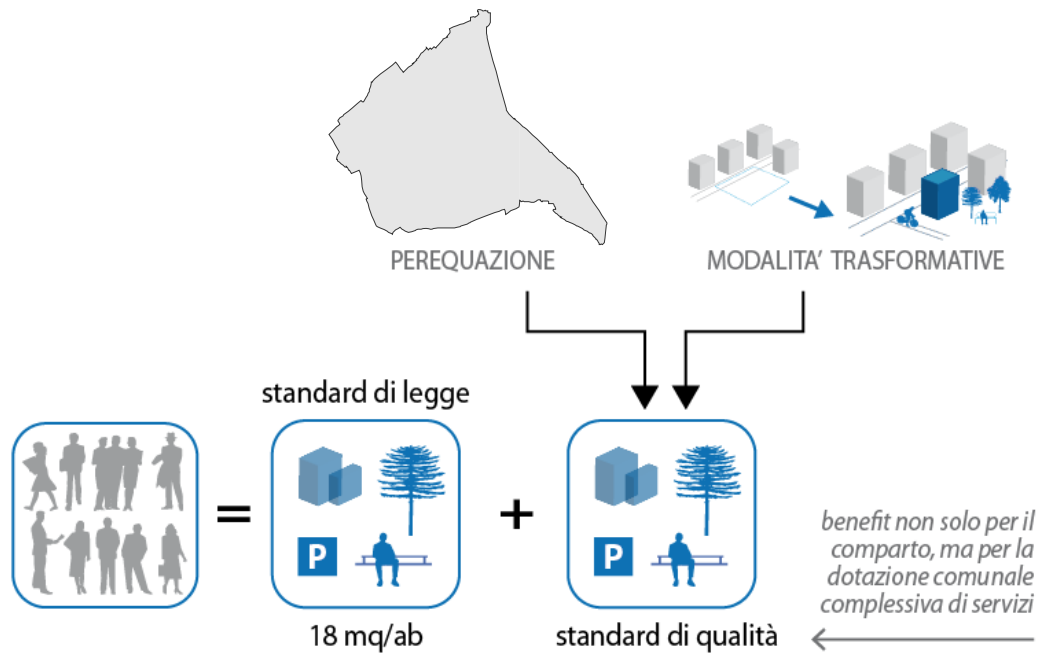 PEREQUAZIONE
MODALITA’ TRASFORMATIVE
standard di legge
=
P
18 mq/ab
+
P
standard di qualità
benefit non solo per il
comparto, ma per la
dotazione comunale
complessiva di servizi